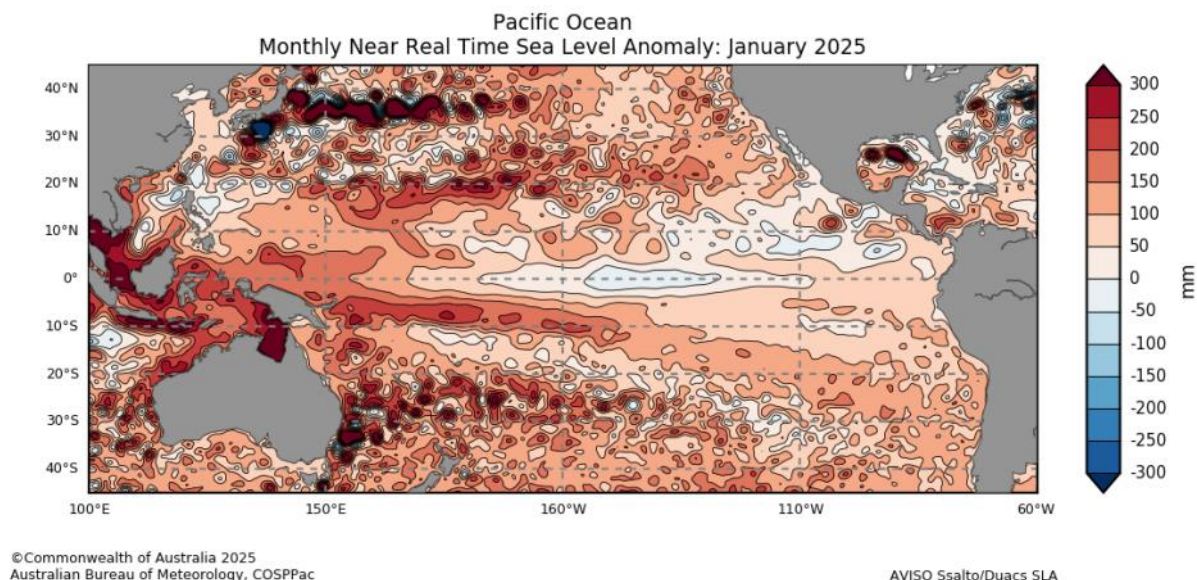 Pacific Ocean
Monthly Near Real Time Sea Level Anomaly: January 2025
40°N
30°N
20°N
10°N
0°
10°S
20°S
30°S
40°S
100°E 150°E 160°W 110°W 60°W
300
250
200
150
100
50
0
-50
-100
-150
-200
-250
-300
mm
©Commonwealth of Australia 2025
Australian Bureau of Meteorology, COSPPac AVISO Ssalto/Duacs SLA